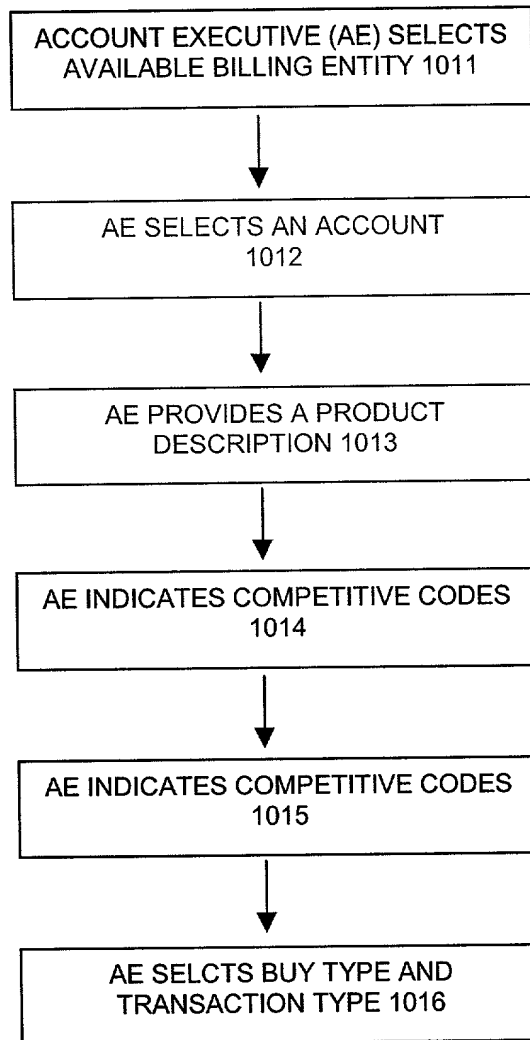 ACCOUNT EXECUTIVE (AE) SELECTS
AVAILABLE BILLING ENTITY 1011
AE SELECTS AN ACCOUNT
1012
AE PROVIDES A PRODUCT
DESCRIPTION 1013
AE INDICATES COMPETITIVE CODES
1014
AE INDICATES COMPETITIVE CODES
1015
AE SELCTS BUY TYPE AND
TRANSACTION TYPE 1016